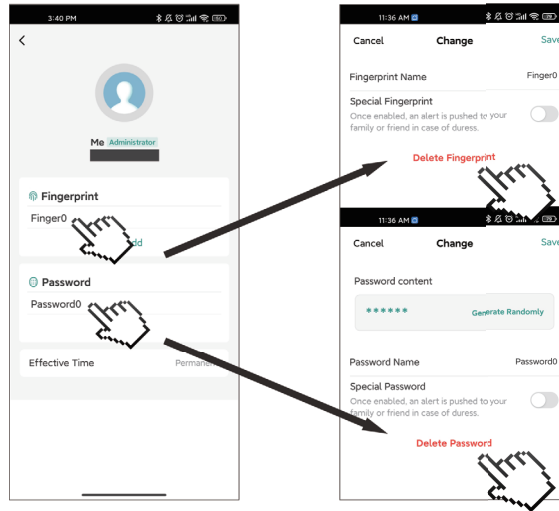 3:40 PM
Me Administrator
Fingerprint
Finger0
Password
Password0
Effective Time
11:36 AM
Cancel Change Save
Fingerprint Name Finger0
Special Fingerprint
Once enabled, an alert is pushed to your
family or friend in case of duress.
Delete Fingerprint
11:36 AM
Cancel Change Save
Password content
****** Generate Randomly
Password Name Password0
Special Password
Once enabled, an alert is pushed to your
family or friend in case of duress.
Delete Password